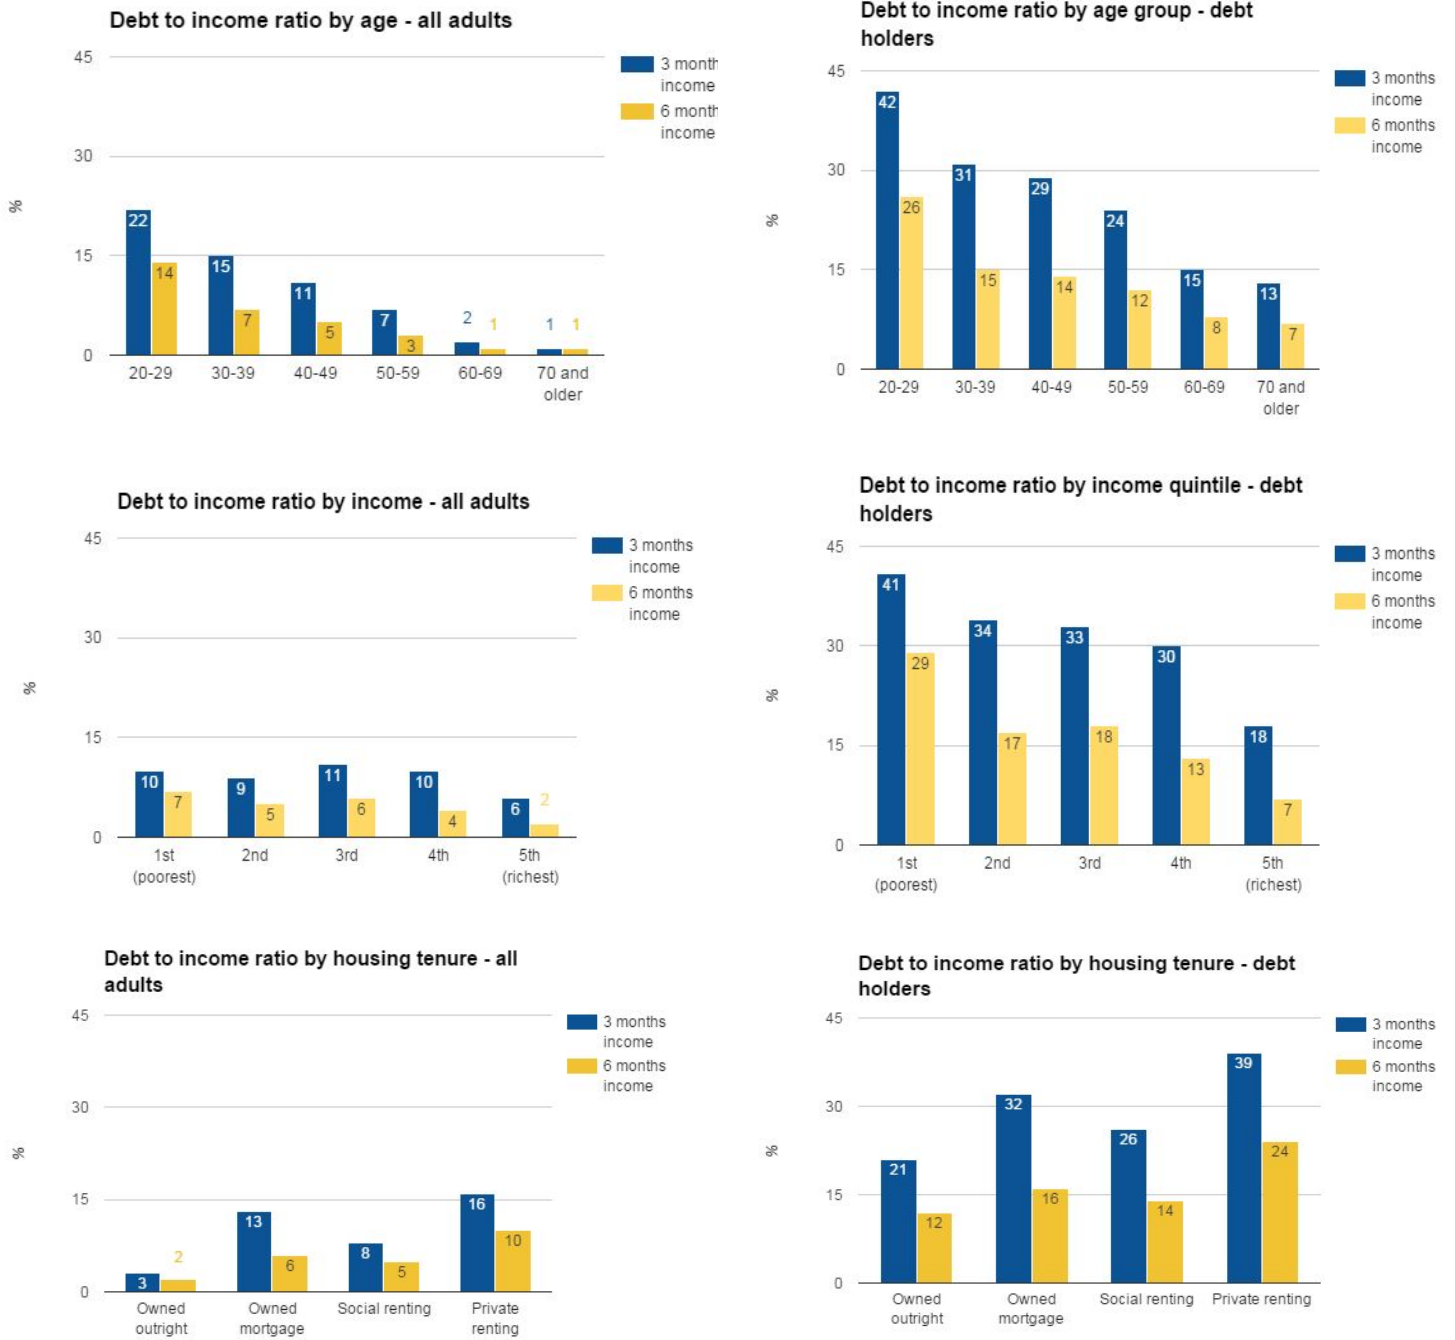 Debt to income ratio by age - all adults
45
30
15
0
%
3 month
income
6 month
income
22
14
15
7
11
5
7
3
2
1
1
1
20-29
30-39
40-49
50-59
60-69
70 and
older
Debt to income ratio by age group - debt
holders
45
30
15
0
%
3 months
income
6 months
income
42
26
31
15
29
14
24
12
15
8
13
7
20-29
30-39
40-49
50-59
60-69
70 and
older
Debt to income ratio by income - all adults
45
30
15
0
%
3 months
income
6 months
income
10
7
9
5
11
6
10
4
6
2
1st
(poorest)
2nd
3rd
4th
5th
(richest)
Debt to income ratio by income quintile - debt
holders
45
30
15
0
%
3 months
income
6 months
income
41
29
34
17
33
18
30
13
18
7
1st
(poorest)
2nd
3rd
4th
5th
(richest)
Debt to income ratio by housing tenure - all
adults
45
30
15
0
%
3 months
income
6 months
income
3
2
13
6
8
5
16
10
Owned
outright
Owned
mortgage
Social renting
Private
renting
Debt to income ratio by housing tenure - debt
holders
45
30
15
0
%
3 months
income
6 months
income
21
12
32
16
26
14
39
24
Owned
outright
Owned
mortgage
Social renting
Private renting